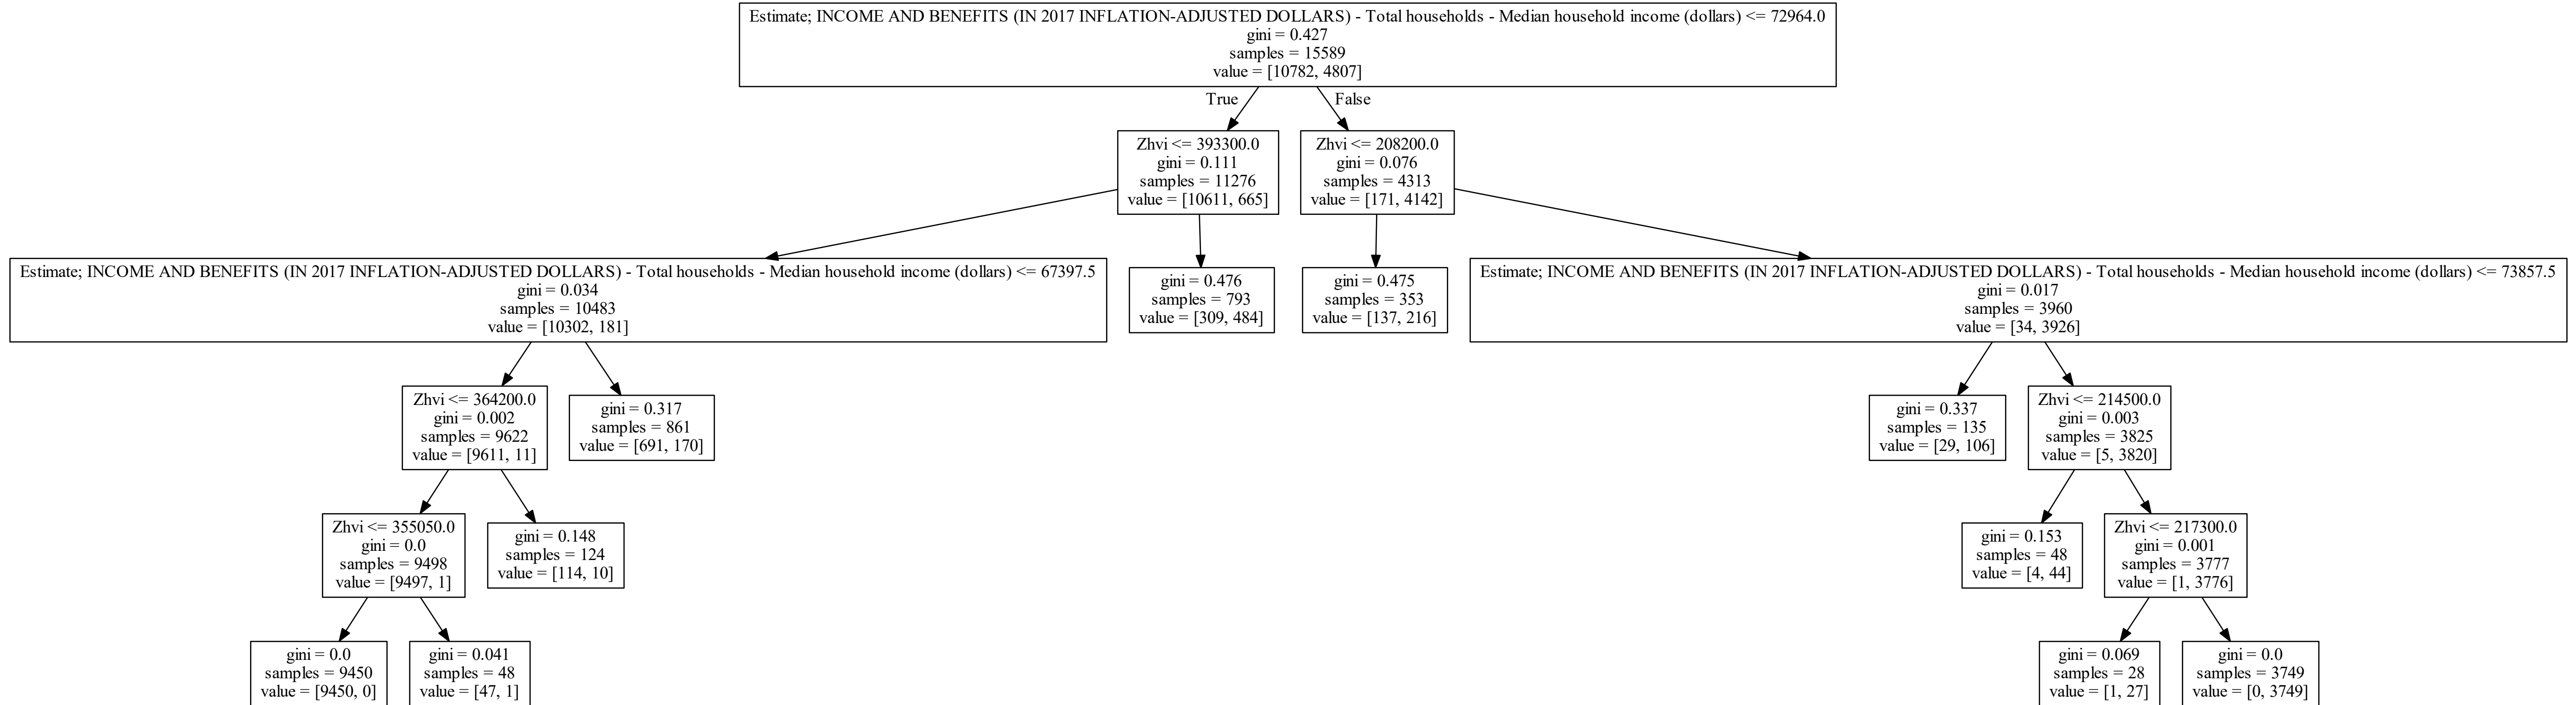 Estimate; INCOME AND BENEFITS (IN 2017 INFLATION-ADJUSTED DOLLARS) - Total households - Median household income (dollars) <= 72964.0
gini = 0.427
samples = 15589
value = [10782, 4807]
True
False
Zhvi <= 393300.0
gini = 0.111
samples = 11276
value = [10611, 665]
Zhvi <= 208200.0
gini = 0.076
samples = 4313
value = [171, 4142]
Estimate; INCOME AND BENEFITS (IN 2017 INFLATION-ADJUSTED DOLLARS) - Total households - Median household income (dollars) <= 67397.5
gini = 0.034
samples = 10483
value = [10302, 181]
gini = 0.476
samples = 793
value = [309, 484]
gini = 0.475
samples = 353
value = [137, 216]
Estimate; INCOME AND BENEFITS (IN 2017 INFLATION-ADJUSTED DOLLARS) - Total households - Median household income (dollars) <= 73857.5
gini = 0.017
samples = 3960
value = [34, 3926]
Zhvi <= 364200.0
gini = 0.002
samples = 9622
value = [9611, 11]
gini = 0.317
samples = 861
value = [691, 170]
gini = 0.337
samples = 135
value = [29, 106]
Zhvi <= 214500.0
gini = 0.003
samples = 3825
value = [5, 3820]
Zhvi <= 355050.0
gini = 0.0
samples = 9498
value = [9497, 1]
gini = 0.148
samples = 124
value = [114, 10]
gini = 0.153
samples = 48
value = [4, 44]
Zhvi <= 217300.0
gini = 0.001
samples = 3777
value = [1, 3776]
gini = 0.0
samples = 9450
value = [9450, 0]
gini = 0.041
samples = 48
value = [47, 1]
gini = 0.069
samples = 28
value = [1, 27]
gini = 0.0
samples = 3749
value = [0, 3749]